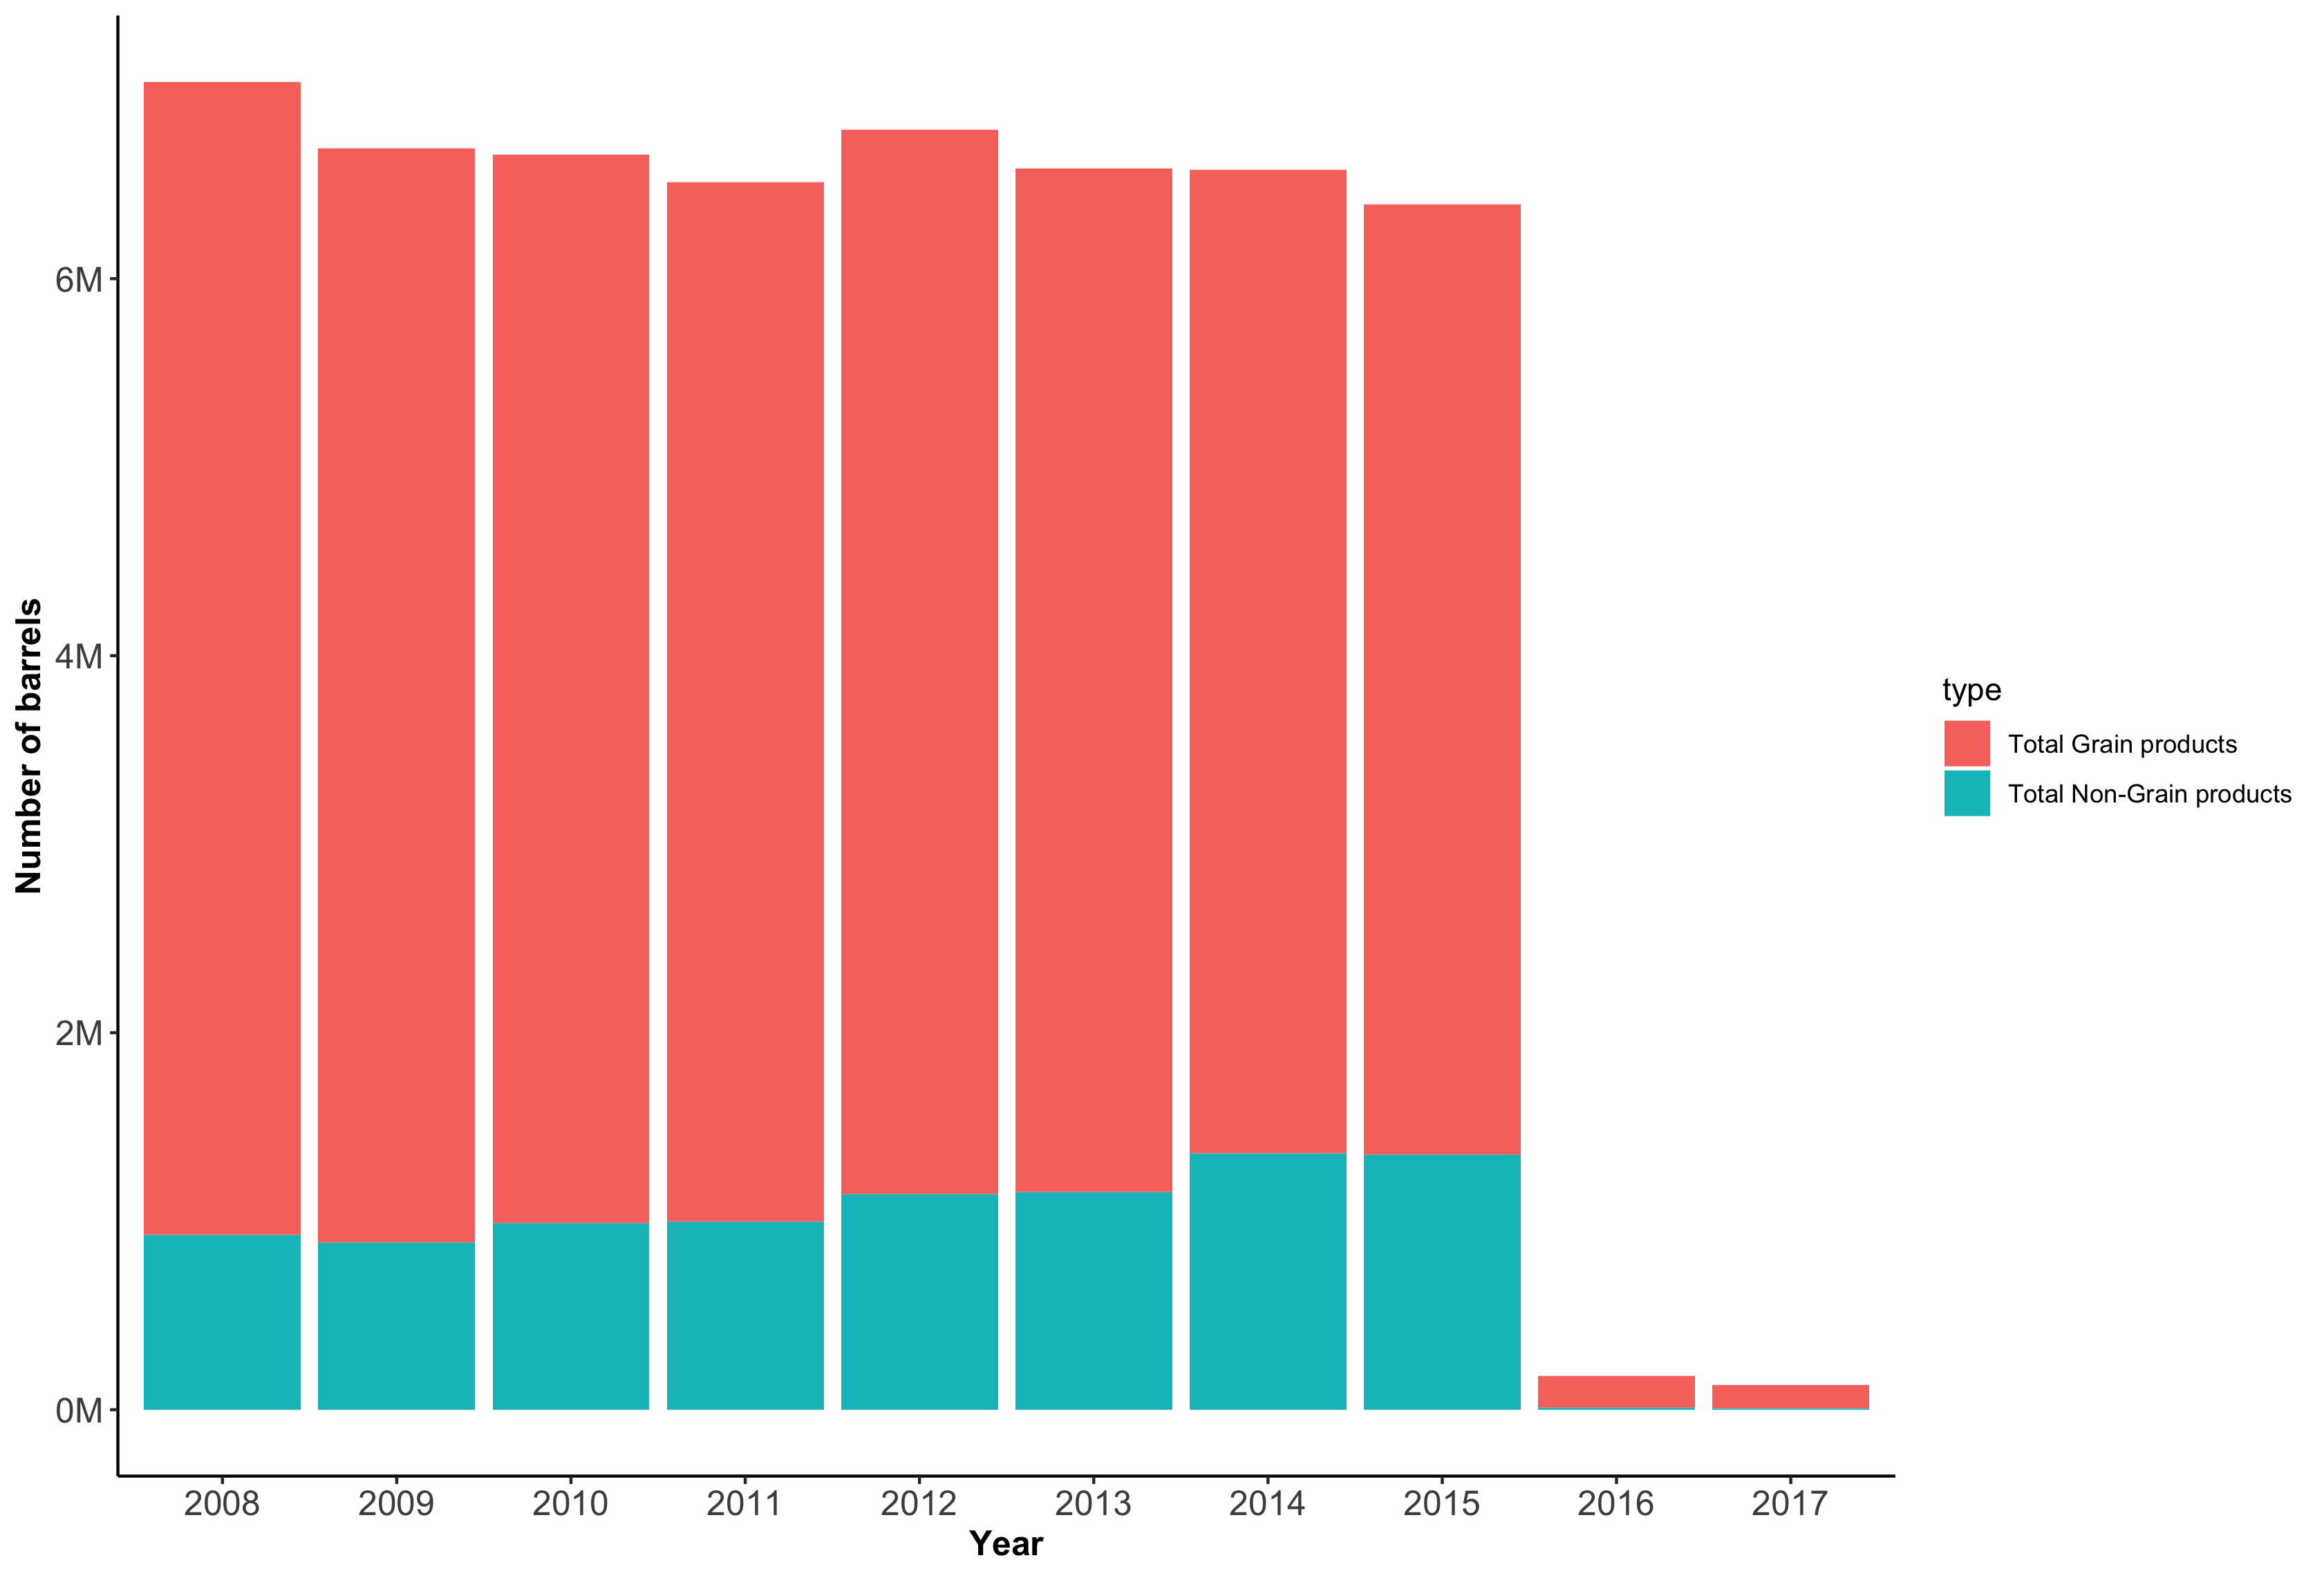 Number of barrels
6M
4M
2M
0M
2008 2009 2010 2011 2012 2013 2014 2015 2016 2017
Year
type
Total Grain products
Total Non-Grain products